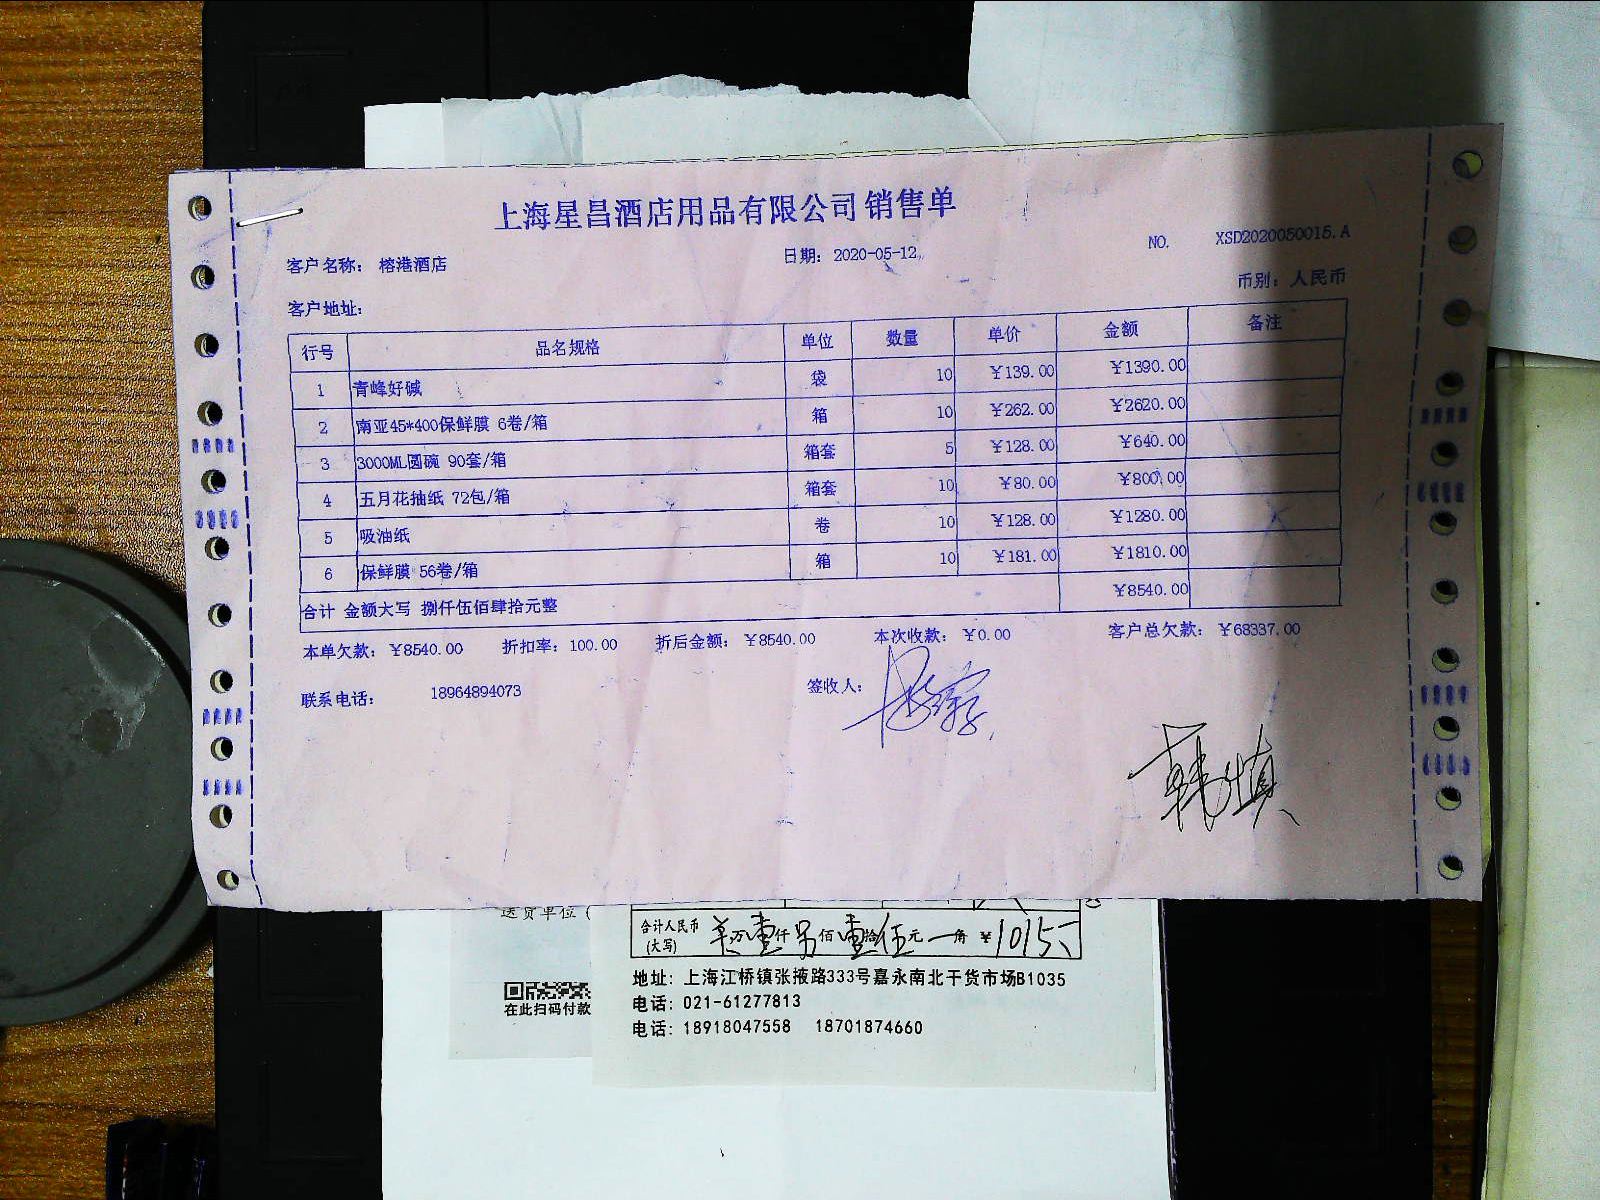 上海星昌酒店用品有限公司销售单
客户名称： 榕港酒店 日期：2020-05-12 NO. XSD2020050015.A
客户地址： 币别：人民币
行号 品名规格 单位 数量 单价 金额 备注
1 青峰好碱 袋 10 ￥139.00 ￥1390.00
2 南亚45*400保鲜膜 6卷/箱 箱 10 ￥262.00 ￥2620.00
3 3000ML圆碗 90套/箱 箱套 5 ￥128.00 ￥640.00
4 五月花抽纸 72包/箱 箱套 10 ￥80.00 ￥800.00
5 吸油纸 卷 10 ￥128.00 ￥1280.00
6 保鲜膜 56卷/箱 箱 10 ￥181.00 ￥1810.00
合计 金额大写 捌仟伍佰肆拾元整 ￥8540.00
本单欠款：￥8540.00 折扣率：100.00 折后金额：￥8540.00 本次收款：￥0.00 客户总欠款：￥68337.00
联系电话： 18964894073 签收人：
韩慎
送货单位（
合计人民币
(大写) 万壹仟 佰壹拾伍元 角 ￥1015
地址：上海江桥镇张掖路333号嘉永南北干货市场B1035
在此扫码付款
电话：021-61277813
电话：18918047558 18701874660